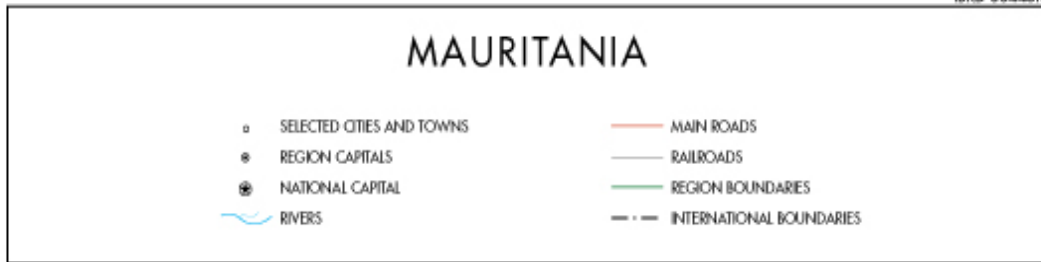 MAURITANIA
SELECTED CITIES AND TOWNS
REGION CAPITALS
NATIONAL CAPITAL
RIVERS
MAIN ROADS
RAILROADS
REGION BOUNDARIES
INTERNATIONAL BOUNDARIES